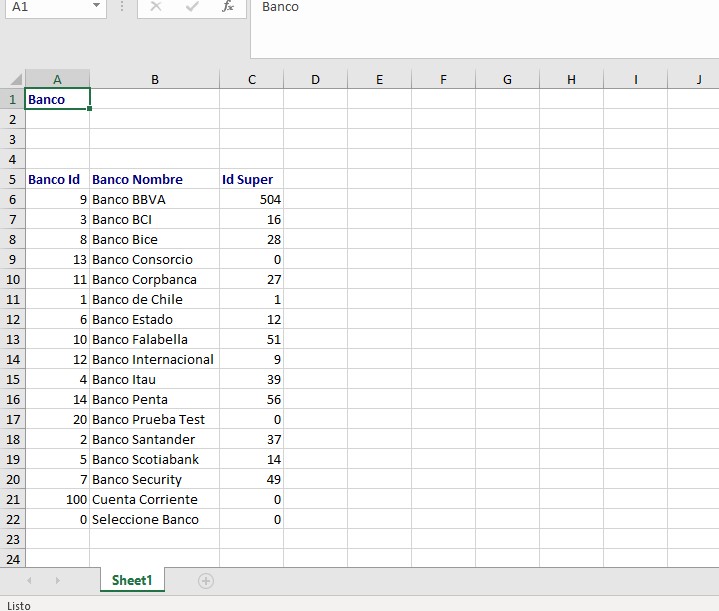 A1 fx Banco
A B C D E F G H I J
1 Banco
2
3
4
5 Banco Id Banco Nombre Id Super
6 9 Banco BBVA 504
7 3 Banco BCI 16
8 8 Banco Bice 28
9 13 Banco Consorcio 0
10 11 Banco Corpbanca 27
11 1 Banco de Chile 1
12 6 Banco Estado 12
13 10 Banco Falabella 51
14 12 Banco Internacional 9
15 4 Banco Itau 39
16 14 Banco Penta 56
17 20 Banco Prueba Test 0
18 2 Banco Santander 37
19 5 Banco Scotiabank 14
20 7 Banco Security 49
21 100 Cuenta Corriente 0
22 0 Seleccione Banco 0
23
24
Sheet1
Listo